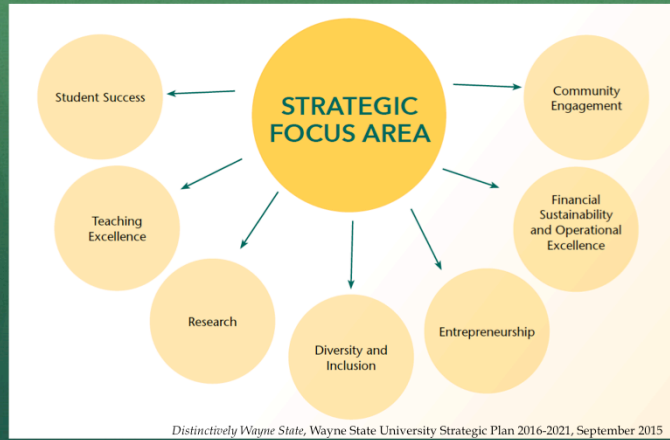 STRATEGIC
FOCUS AREA
Student Success
Teaching
Excellence
Research
Diversity and
Inclusion
Entrepreneurship
Financial
Sustainability
and Operational
Excellence
Community
Engagement
Distinctively Wayne State, Wayne State University Strategic Plan 2016-2021, September 2015